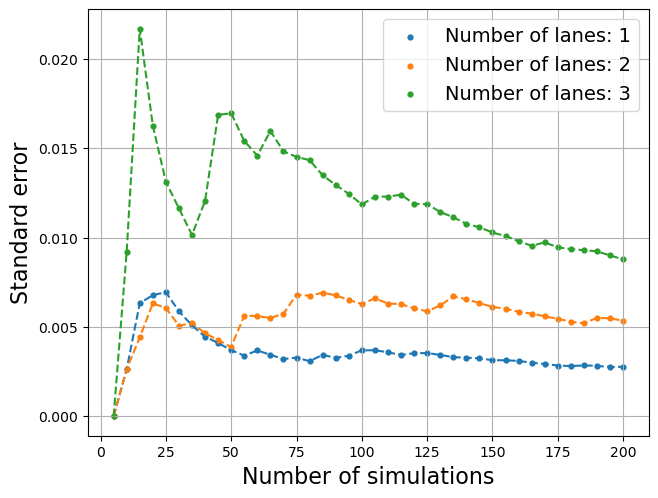 Number of lanes: 1
Number of lanes: 2
Number of lanes: 3
Standard error
0.020
0.015
0.010
0.005
0.000
0 25 50 75 100 125 150 175 200
Number of simulations